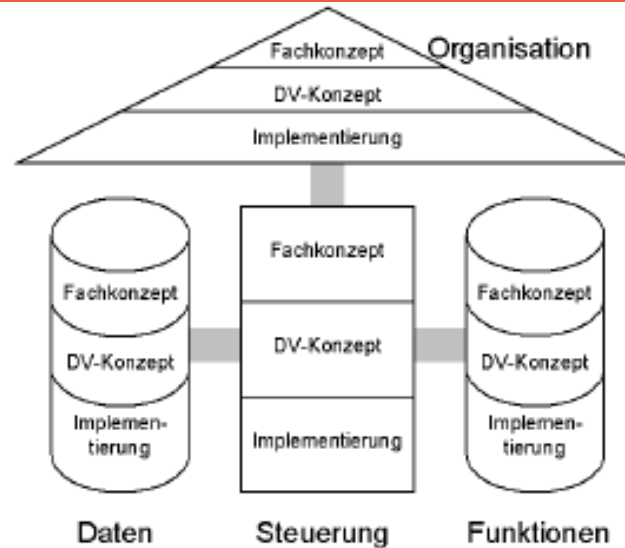 Fachkonzept
Organisation
DV-Konzept
Implementierung
Fachkonzept
DV-Konzept
Implemen-
tierung
Daten
Fachkonzept
DV-Konzept
Implementierung
Steuerung
Fachkonzept
DV-Konzept
Implemen-
tierung
Funktionen